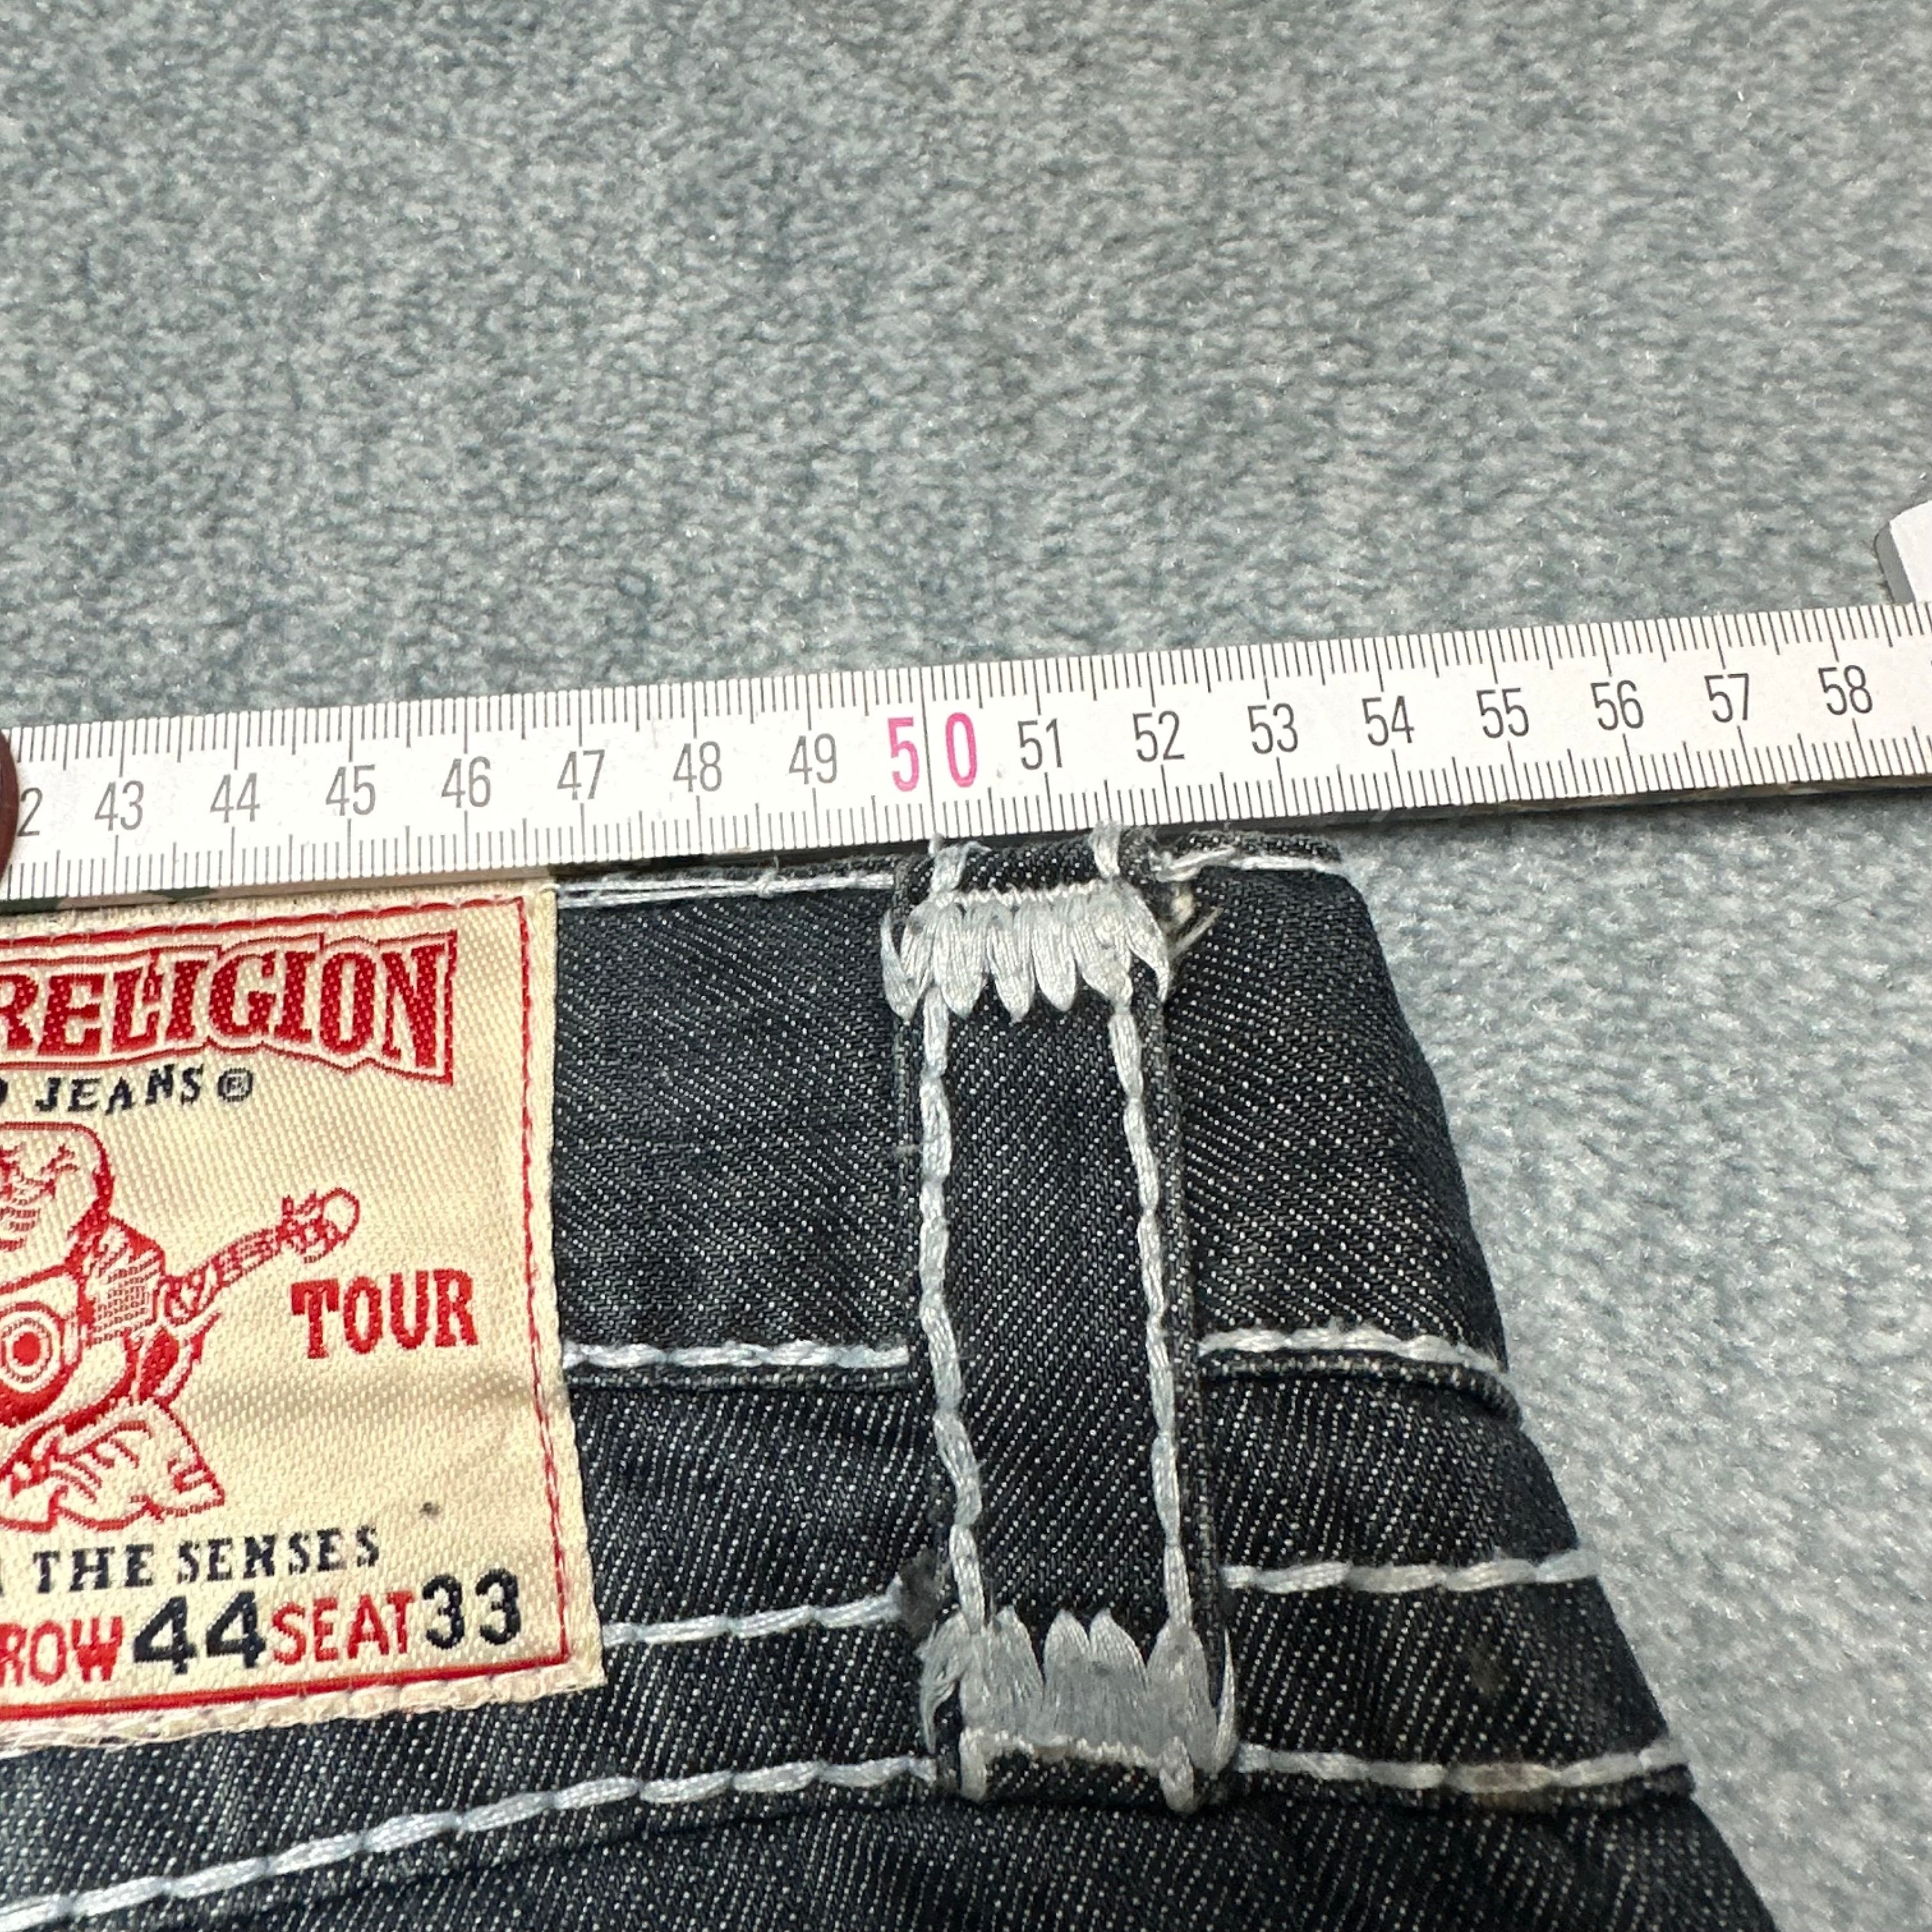 2 43 44 45 46 47 48 49 50 51 52 53 54 55 56 57 58
RELIGION
JEANS®
TOUR
THE SENSES
ROW 44 SEAT 33